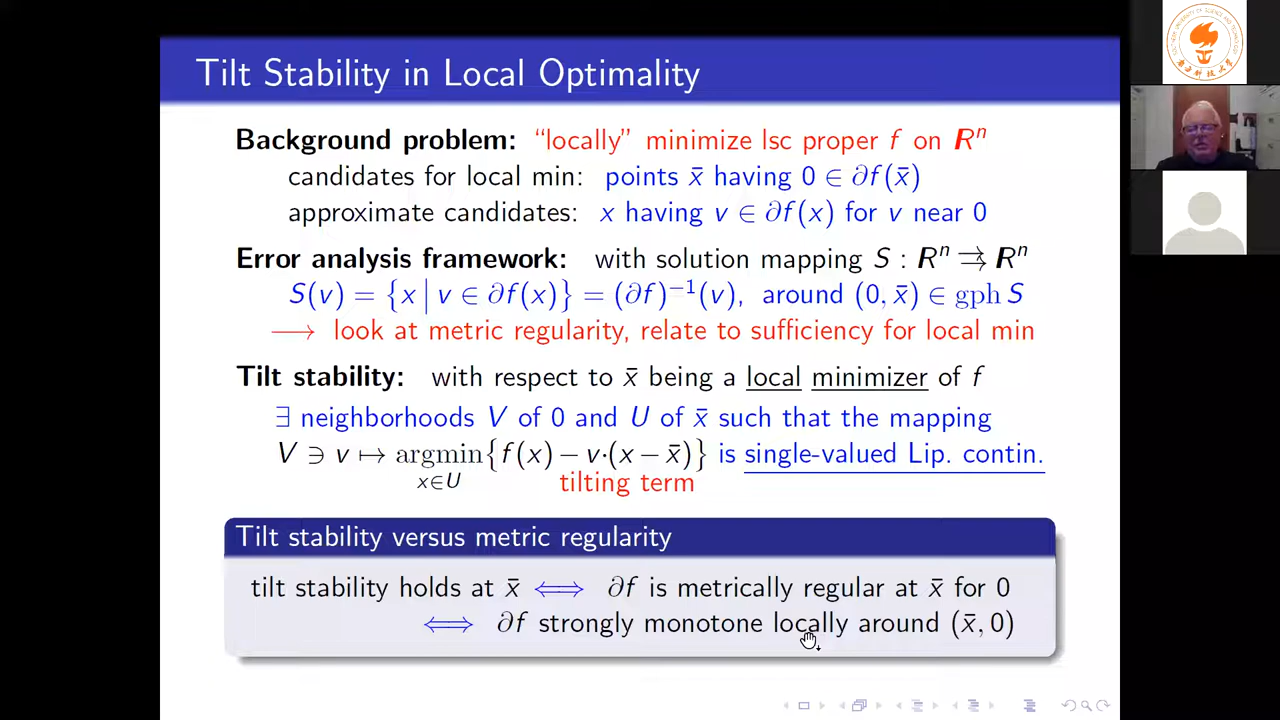 Tilt Stability in Local Optimality
Background problem: “locally” minimize lsc proper f on Rⁿ
candidates for local min: points x̄ having 0 ∈ ∂f(x̄)
approximate candidates: x having v ∈ ∂f(x) for v near 0
Error analysis framework: with solution mapping S : Rⁿ ⇉ Rⁿ
S(v) = {x | v ∈ ∂f(x)} = (∂f)⁻¹(v), around (0, x̄) ∈ gph S
⟶ look at metric regularity, relate to sufficiency for local min
Tilt stability: with respect to x̄ being a local minimizer of f
∃ neighborhoods V of 0 and U of x̄ such that the mapping
V ∋ v ↦ argmin{f(x) − v·(x − x̄)} is single-valued Lip. contin.
x∈U tilting term
Tilt stability versus metric regularity
tilt stability holds at x̄ ⟺ ∂f is metrically regular at x̄ for 0
⟺ ∂f strongly monotone locally around (x̄, 0)